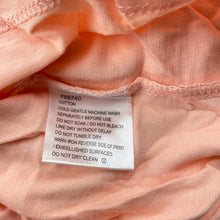 789740
COTTON
COLD GENTLE MACHINE WASH
SEPARATELY BEFORE USE
DO NOT SOAK / DO NOT BLEACH
LINE DRY WITHOUT DELAY
DO NOT TUMBLE DRY
WARM IRON REVERSE SIDE OF PRINT
/ EMBELLISHED SURFACES
DO NOT DRY CLEAN